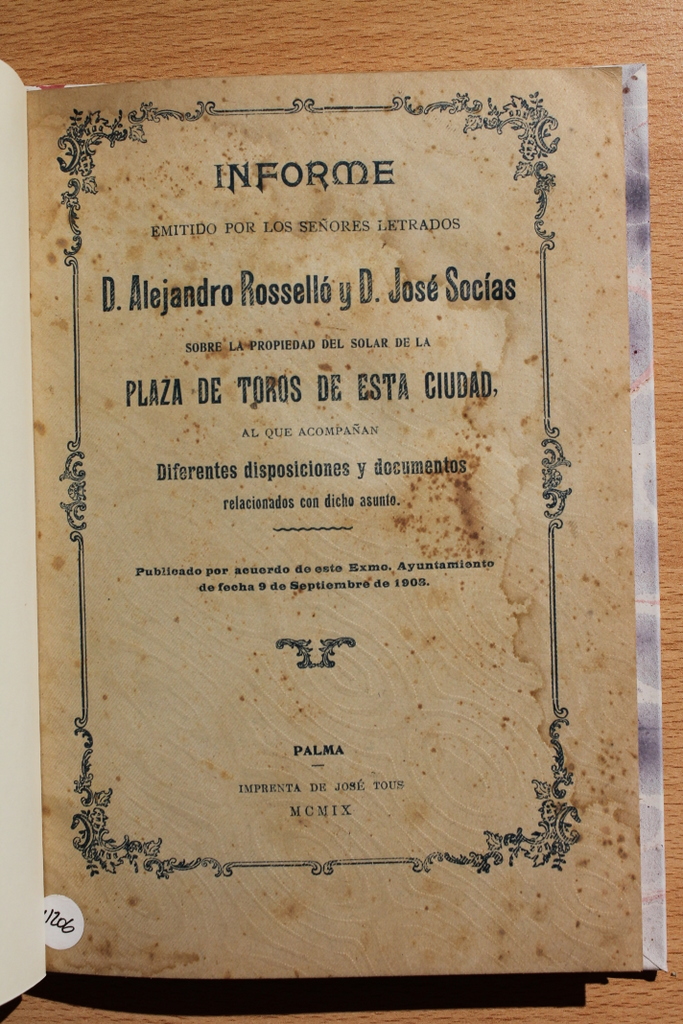 INFORME
EMITIDO POR LOS SEÑORES LETRADOS
D. Alejandro Rosselló y D. José Socías
SOBRE LA PROPIEDAD DEL SOLAR DE LA
PLAZA DE TOROS DE ESTA CIUDAD,
AL QUE ACOMPAÑAN
Diferentes disposiciones y documentos
relacionados con dicho asunto.
Publicado por acuerdo de este Exmo. Ayuntamiento
de fecha 9 de Septiembre de 1903.
PALMA
IMPRENTA DE JOSÉ TOUS
MCMIX
1206